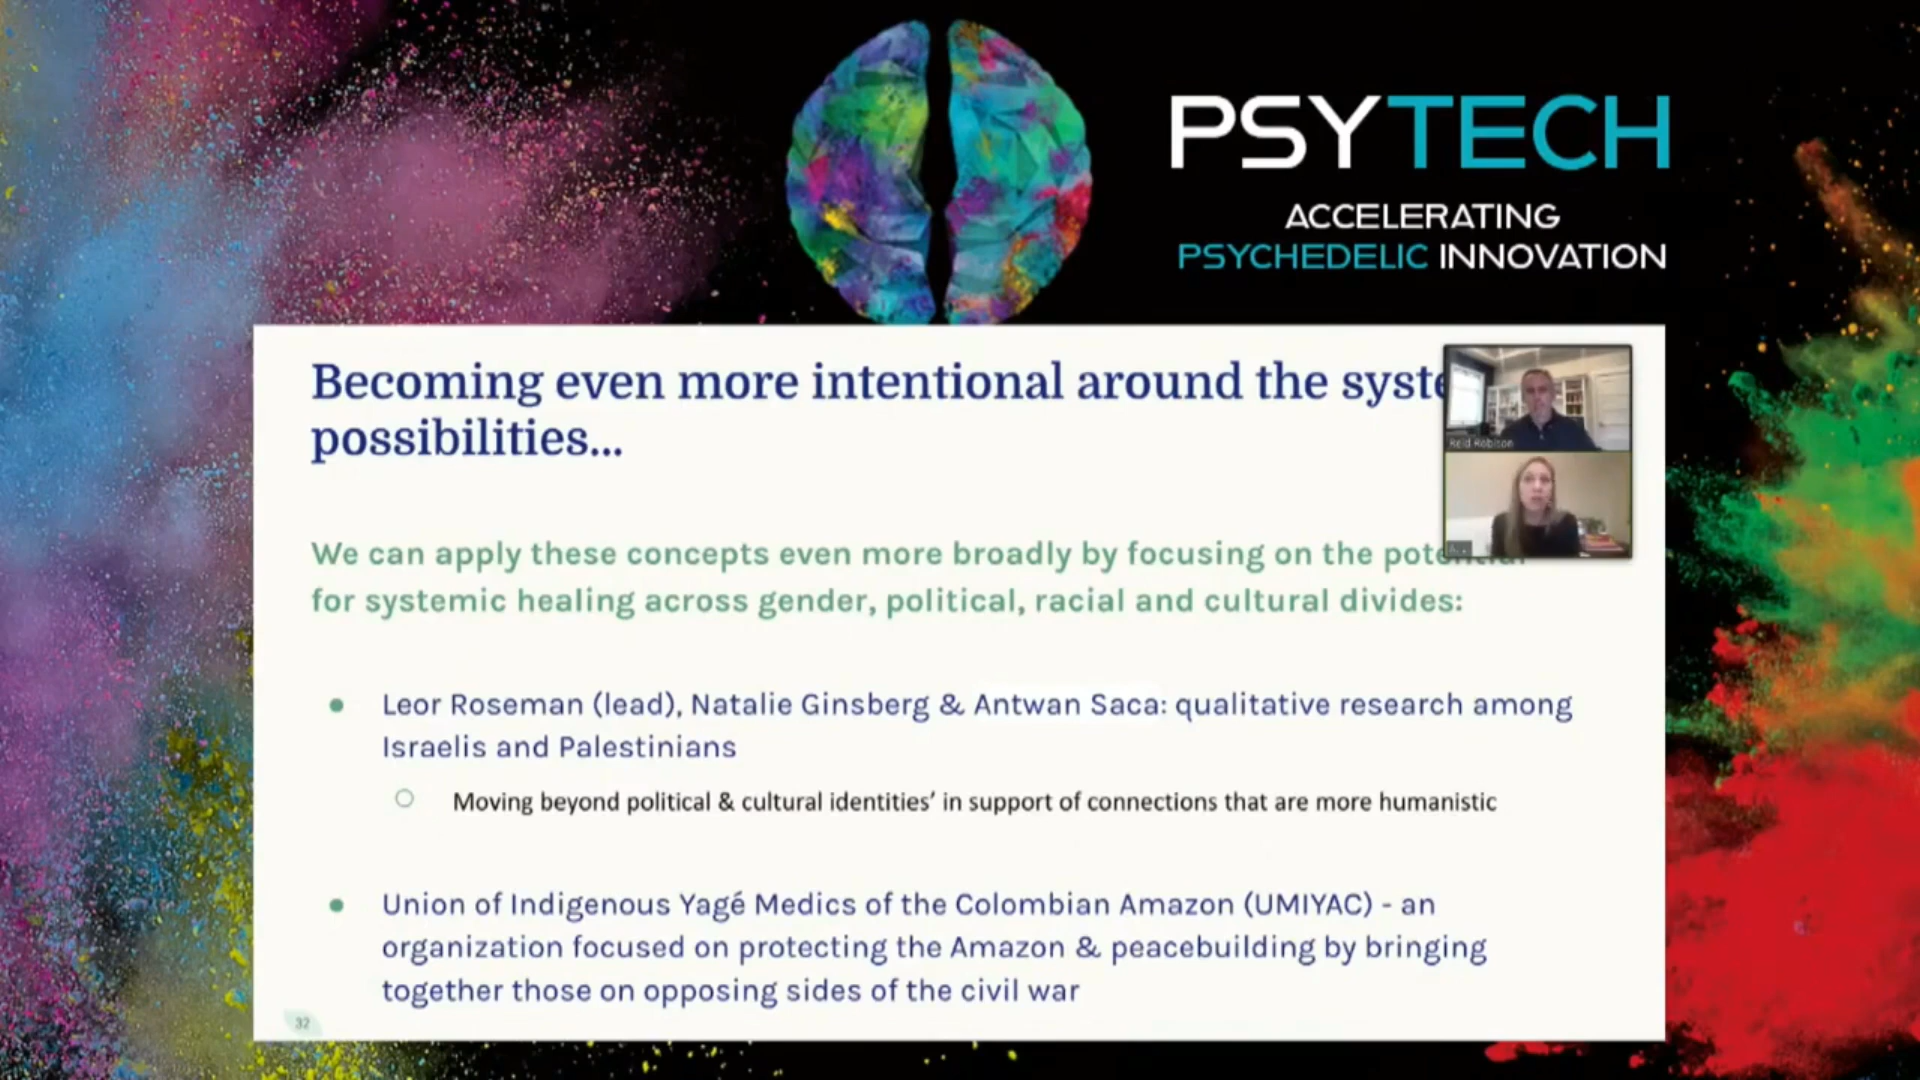 PSYTECH
ACCELERATING
PSYCHEDELIC INNOVATION
Becoming even more intentional around the
possibilities...
Reid Robison
We can apply these concepts even more broadly by focusing on the
for systemic healing across gender, political, racial and cultural divides:
Leor Roseman (lead), Natalie Ginsberg & Antwan Saca: qualitative research among
Israelis and Palestinians
Moving beyond political & cultural identities’ in support of connections that are more humanistic
Union of Indigenous Yagé Medics of the Colombian Amazon (UMIYAC) - an
organization focused on protecting the Amazon & peacebuilding by bringing
together those on opposing sides of the civil war
32